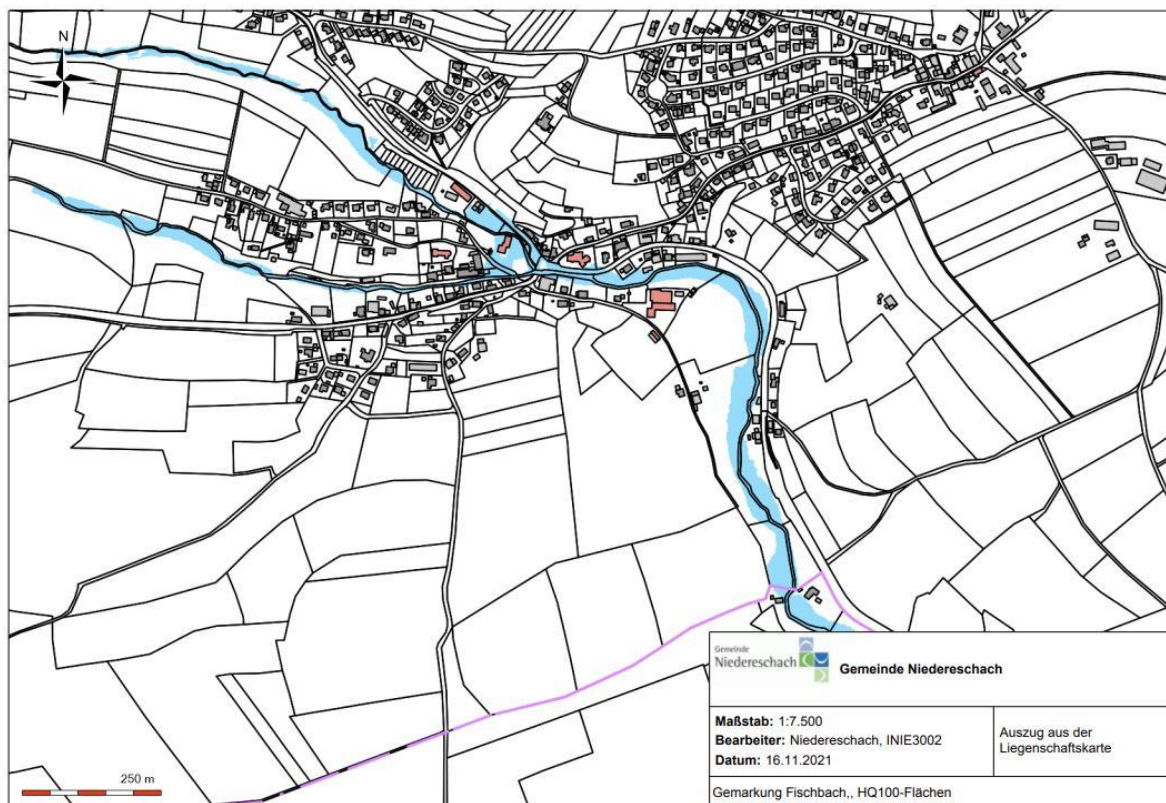 N
250 m
Gemeinde
Niedereschach
Gemeinde Niedereschach
Maßstab: 1:7.500
Bearbeiter: Niedereschach, INIE3002
Datum: 16.11.2021
Auszug aus der
Liegenschaftskarte
Gemarkung Fischbach,, HQ100-Flächen